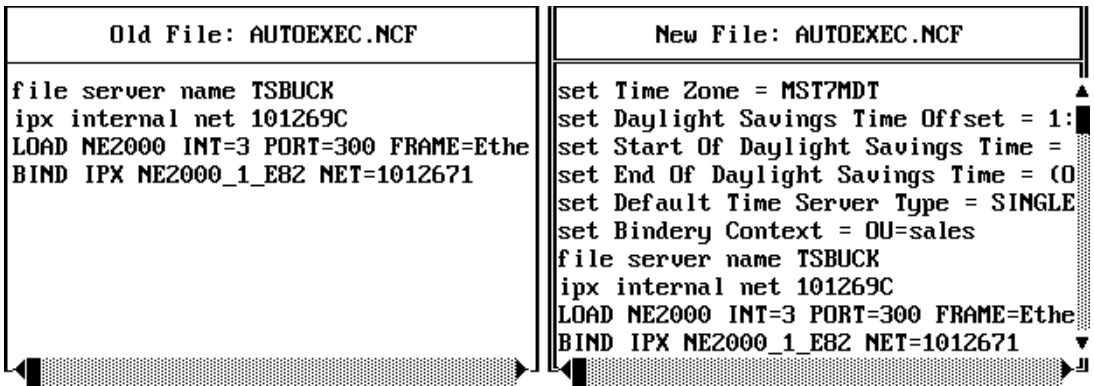 Old File: AUTOEXEC.NCF
file server name TSBUCK
ipx internal net 101269C
LOAD NE2000 INT=3 PORT=300 FRAME=Ethe
BIND IPX NE2000_1_E82 NET=1012671
New File: AUTOEXEC.NCF
set Time Zone = MST7MDT
set Daylight Savings Time Offset = 1:
set Start Of Daylight Savings Time =
set End Of Daylight Savings Time = (O
set Default Time Server Type = SINGLE
set Bindery Context = OU=sales
file server name TSBUCK
ipx internal net 101269C
LOAD NE2000 INT=3 PORT=300 FRAME=Ethe
BIND IPX NE2000_1_E82 NET=1012671